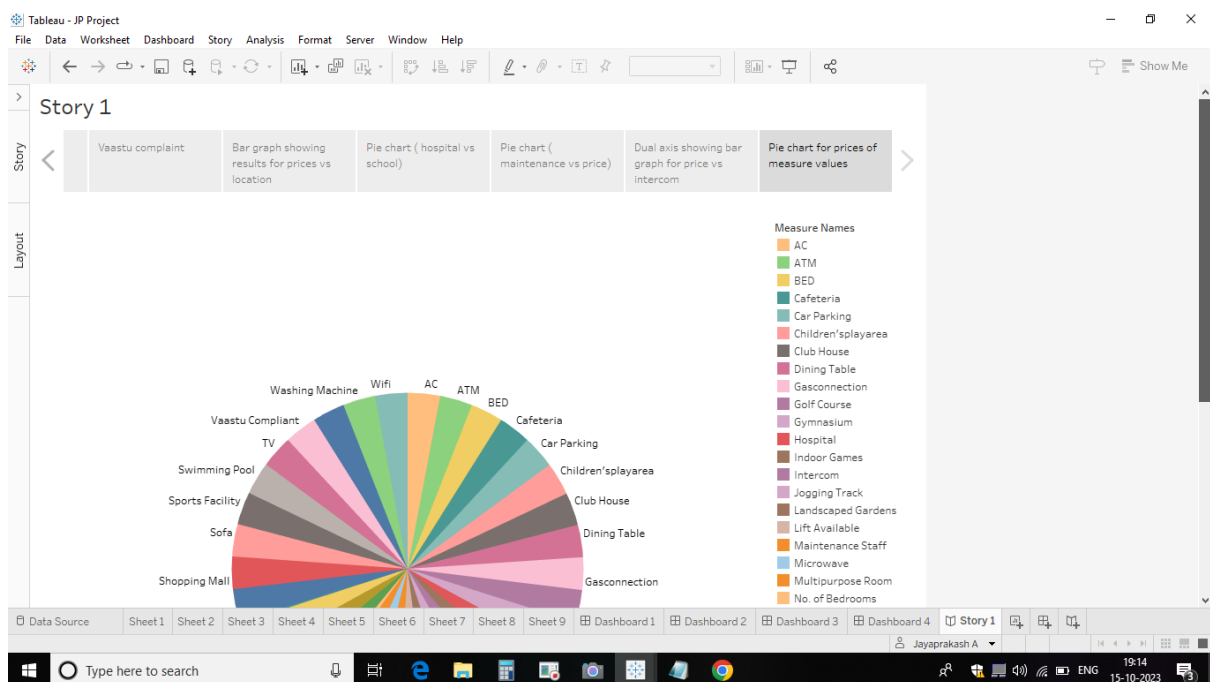 Tableau - JP Project
File Data Worksheet Dashboard Story Analysis Format Server Window Help
Show Me
Story
Layout
Story 1
Vaastu complaint
Bar graph showing
results for prices vs
location
Pie chart ( hospital vs
school)
Pie chart (
maintenance vs price)
Dual axis showing bar
graph for price vs
intercom
Pie chart for prices of
measure values
Washing Machine
Wifi
AC
ATM
BED
Vaastu Compliant
Cafeteria
TV
Car Parking
Swimming Pool
Children'splayarea
Sports Facility
Club House
Sofa
Dining Table
Shopping Mall
Gasconnection
Measure Names
AC
ATM
BED
Cafeteria
Car Parking
Children'splayarea
Club House
Dining Table
Gasconnection
Golf Course
Gymnasium
Hospital
Indoor Games
Intercom
Jogging Track
Landscaped Gardens
Lift Available
Maintenance Staff
Microwave
Multipurpose Room
No. of Bedrooms
Data Source Sheet 1 Sheet 2 Sheet 3 Sheet 4 Sheet 5 Sheet 6 Sheet 7 Sheet 8 Sheet 9 Dashboard 1 Dashboard 2 Dashboard 3 Dashboard 4 Story 1
Jayaprakash A
Type here to search
ENG
19:14
15-10-2023
3